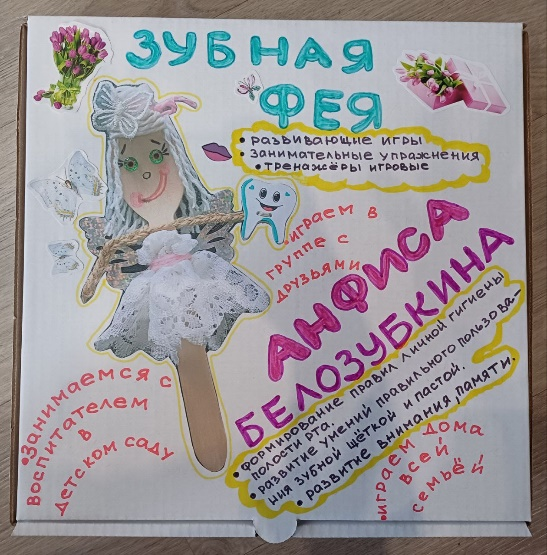 ЗУБНАЯ
ФЕЯ
• РАЗВИВАЮЩИЕ ИГРЫ
• ЗАНИМАТЕЛЬНЫЕ УПРАЖНЕНИЯ
• ТРЕНАЖЁРЫ ИГРОВЫЕ
• играем в
группе с
друзьями
АНФИСА
БЕЛОЗУБКИНА
• ФОРМИРОВАНИЕ ПРАВИЛ ЛИЧНОЙ ГИГИЕНЫ
ПОЛОСТИ РТА.
• РАЗВИТИЕ УМЕНИЙ ПРАВИЛЬНОГО ПОЛЬЗОВА-
НИЯ ЗУБНОЙ ЩЁТКОЙ И ПАСТОЙ.
• РАЗВИТИЕ ВНИМАНИЯ, ПАМЯТИ.
• Занимаемся с
воспитателем
в
детском саду
• играем дома
всей
семьёй